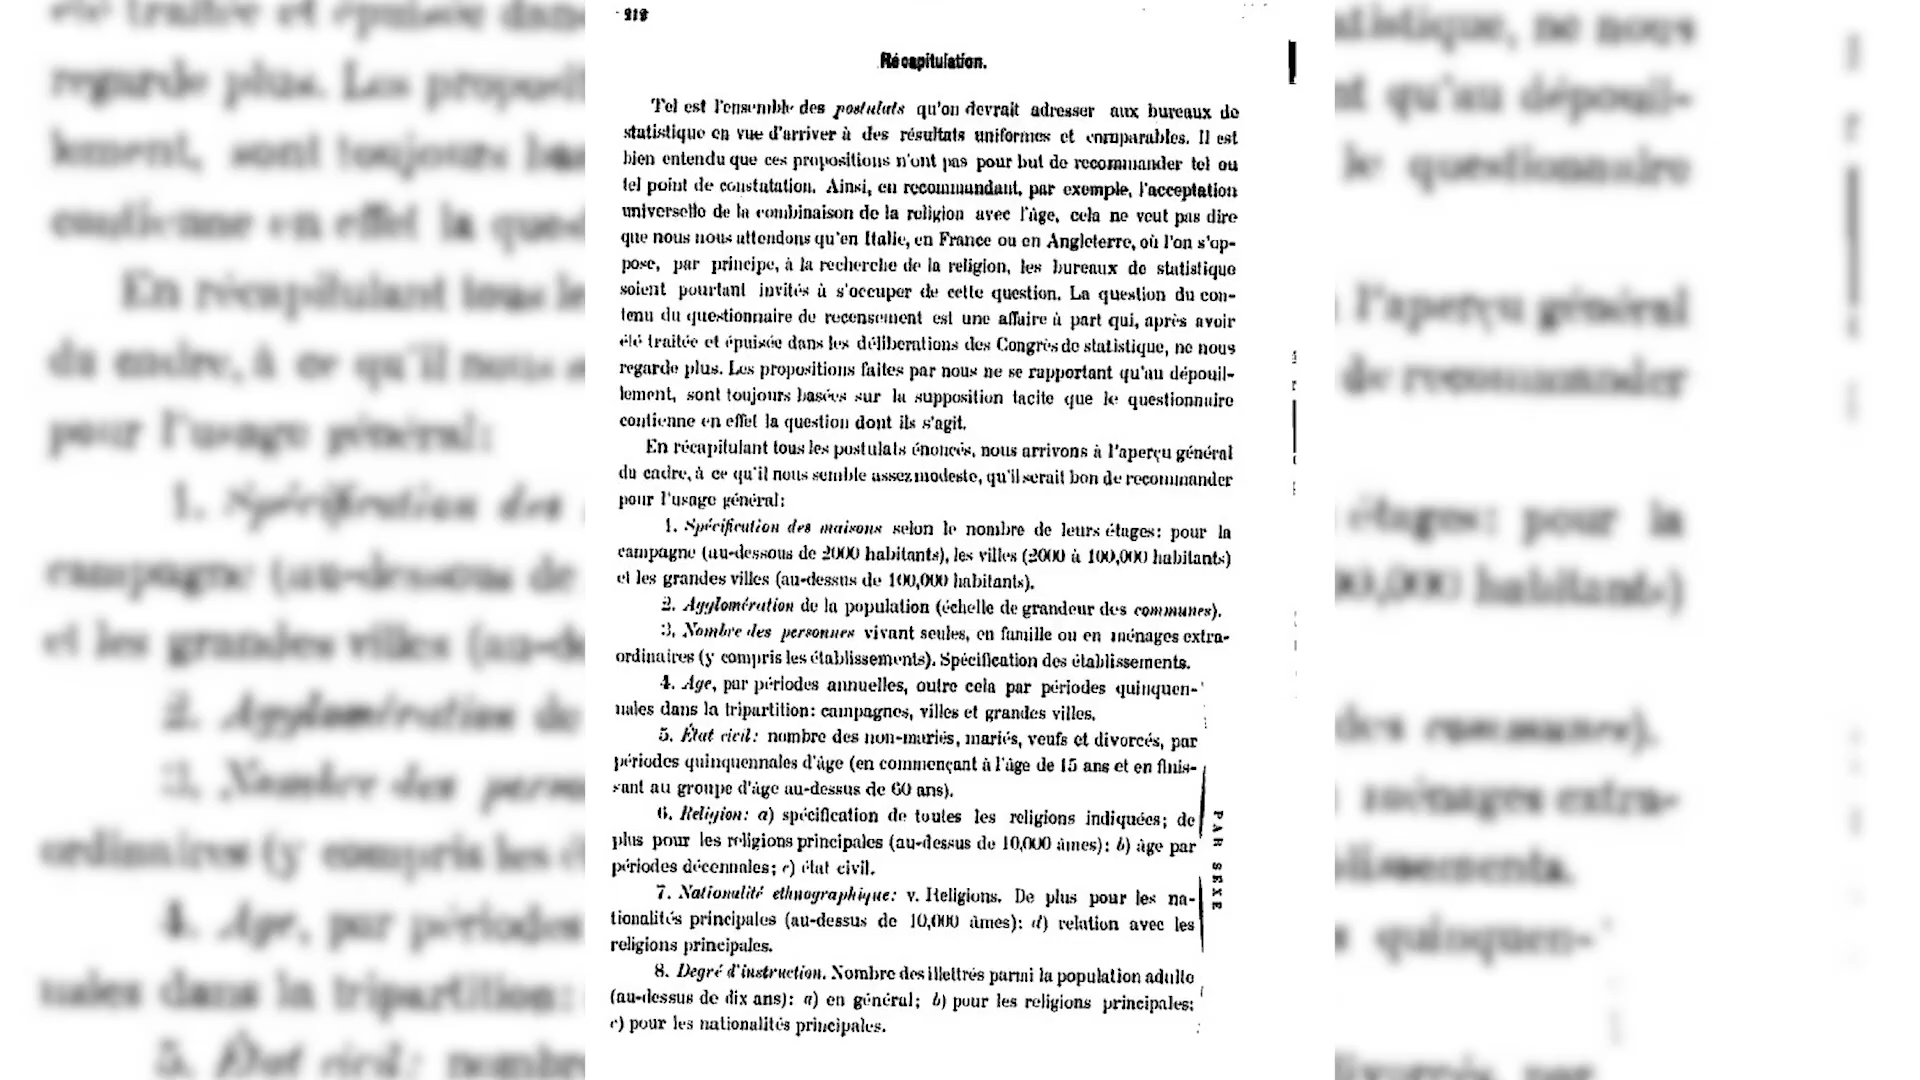 212
Récapitulation.
Tel est l'ensemble des postulats qu'on devrait adresser aux bureaux de
statistique en vue d'arriver à des résultats uniformes et comparables. Il est
bien entendu que ces propositions n'ont pas pour but de recommander tel ou
tel point de constatation. Ainsi, en recommandant, par exemple, l'acceptation
universelle de la combinaison de la religion avec l'âge, cela ne veut pas dire
que nous nous attendons qu'en Italie, en France ou en Angleterre, où l'on s'op-
pose, par principe, à la recherche de la religion, les bureaux de statistique
soient pourtant invités à s'occuper de cette question. La question du con-
tenu du questionnaire de recensement est une affaire à part qui, après avoir
été traitée et épuisée dans les délibérations des Congrès de statistique, ne nous
regarde plus. Les propositions faites par nous ne se rapportant qu'au dépouil-
lement, sont toujours basées sur la supposition tacite que le questionnaire
contienne en effet la question dont ils s'agit.
En récapitulant tous les postulats énoncés, nous arrivons à l'aperçu général
du cadre, à ce qu'il nous semble assez modeste, qu'il serait bon de recommander
pour l'usage général:
1. Spécification des maisons selon le nombre de leurs étages: pour la
campagne (au-dessous de 2000 habitants), les villes (2000 à 100,000 habitants)
et les grandes villes (au-dessus de 100,000 habitants).
2. Agglomération de la population (échelle de grandeur des communes).
3. Nombre des personnes vivant seules, en famille ou en ménages extra-
ordinaires (y compris les établissements). Spécification des établissements.
4. Age, par périodes annuelles, outre cela par périodes quinquen-
nales dans la tripartition: campagnes, villes et grandes villes.
5. État civil: nombre des non-mariés, mariés, veufs et divorcés, par
périodes quinquennales d'âge (en commençant à l'âge de 15 ans et en finis-
sant au groupe d'âge au-dessus de 60 ans).
6. Religion: a) spécification de toutes les religions indiquées; de
plus pour les religions principales (au-dessus de 10,000 âmes): b) âge par
périodes décennales; c) état civil.
7. Nationalité ethnographique: v. Religions. De plus pour les na-
tionalités principales (au-dessus de 10,000 âmes): d) relation avec les
religions principales.
8. Degré d'instruction. Nombre des illettrés parmi la population adulte
(au-dessus de dix ans): a) en général; b) pour les religions principales;
c) pour les nationalités principales.
PAR SEXE